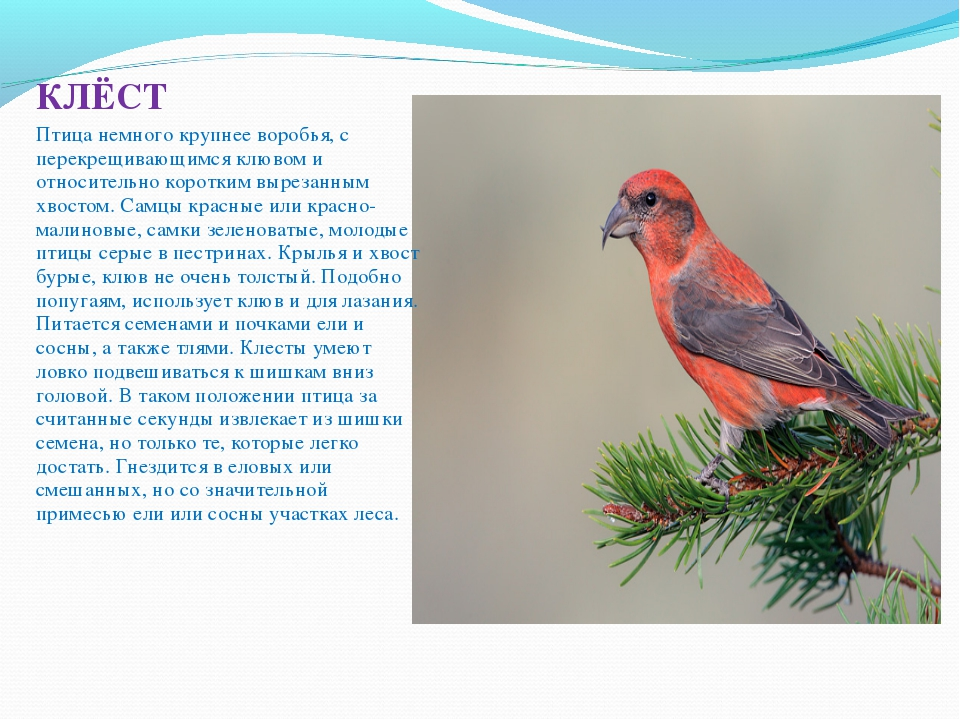 КЛЁСТ
Птица немного крупнее воробья, с
перекрещивающимся клювом и
относительно коротким вырезанным
хвостом. Самцы красные или красно-
малиновые, самки зеленоватые, молодые
птицы серые в пестринах. Крылья и хвост
бурые, клюв не очень толстый. Подобно
попугаям, использует клюв и для лазания.
Питается семенами и почками ели и
сосны, а также тлями. Клесты умеют
ловко подвешиваться к шишкам вниз
головой. В таком положении птица за
считанные секунды извлекает из шишки
семена, но только те, которые легко
достать. Гнездится в еловых или
смешанных, но со значительной
примесью ели или сосны участках леса.